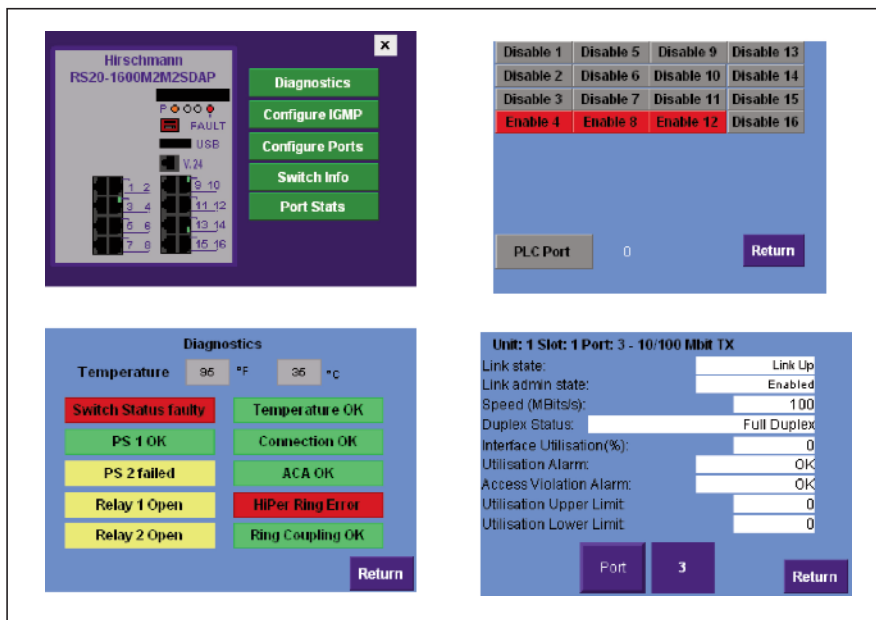 Hirschmann
RS20-1600M2M2SDAP
P
FAULT
USB
V.24
1 2
3 4
5 6
7 8
9 10
11 12
13 14
15 16
X
Diagnostics
Configure IGMP
Configure Ports
Switch Info
Port Stats
Disable 1 Disable 5 Disable 9 Disable 13
Disable 2 Disable 6 Disable 10 Disable 14
Disable 3 Disable 7 Disable 11 Disable 15
Enable 4 Enable 8 Enable 12 Disable 16
PLC Port 0 Return
Diagnostics
Temperature 95 °F 35 °C
Switch Status faulty Temperature OK
PS 1 OK Connection OK
PS 2 failed ACA OK
Relay 1 Open HiPer Ring Error
Relay 2 Open Ring Coupling OK
Return
Unit: 1 Slot: 1 Port: 3 - 10/100 Mbit TX
Link state: Link Up
Link admin state: Enabled
Speed (MBits/s): 100
Duplex Status: Full Duplex
Interface Utilisation(%): 0
Utilisation Alarm: OK
Access Violation Alarm: OK
Utilisation Upper Limit: 0
Utilisation Lower Limit: 0
Port 3 Return